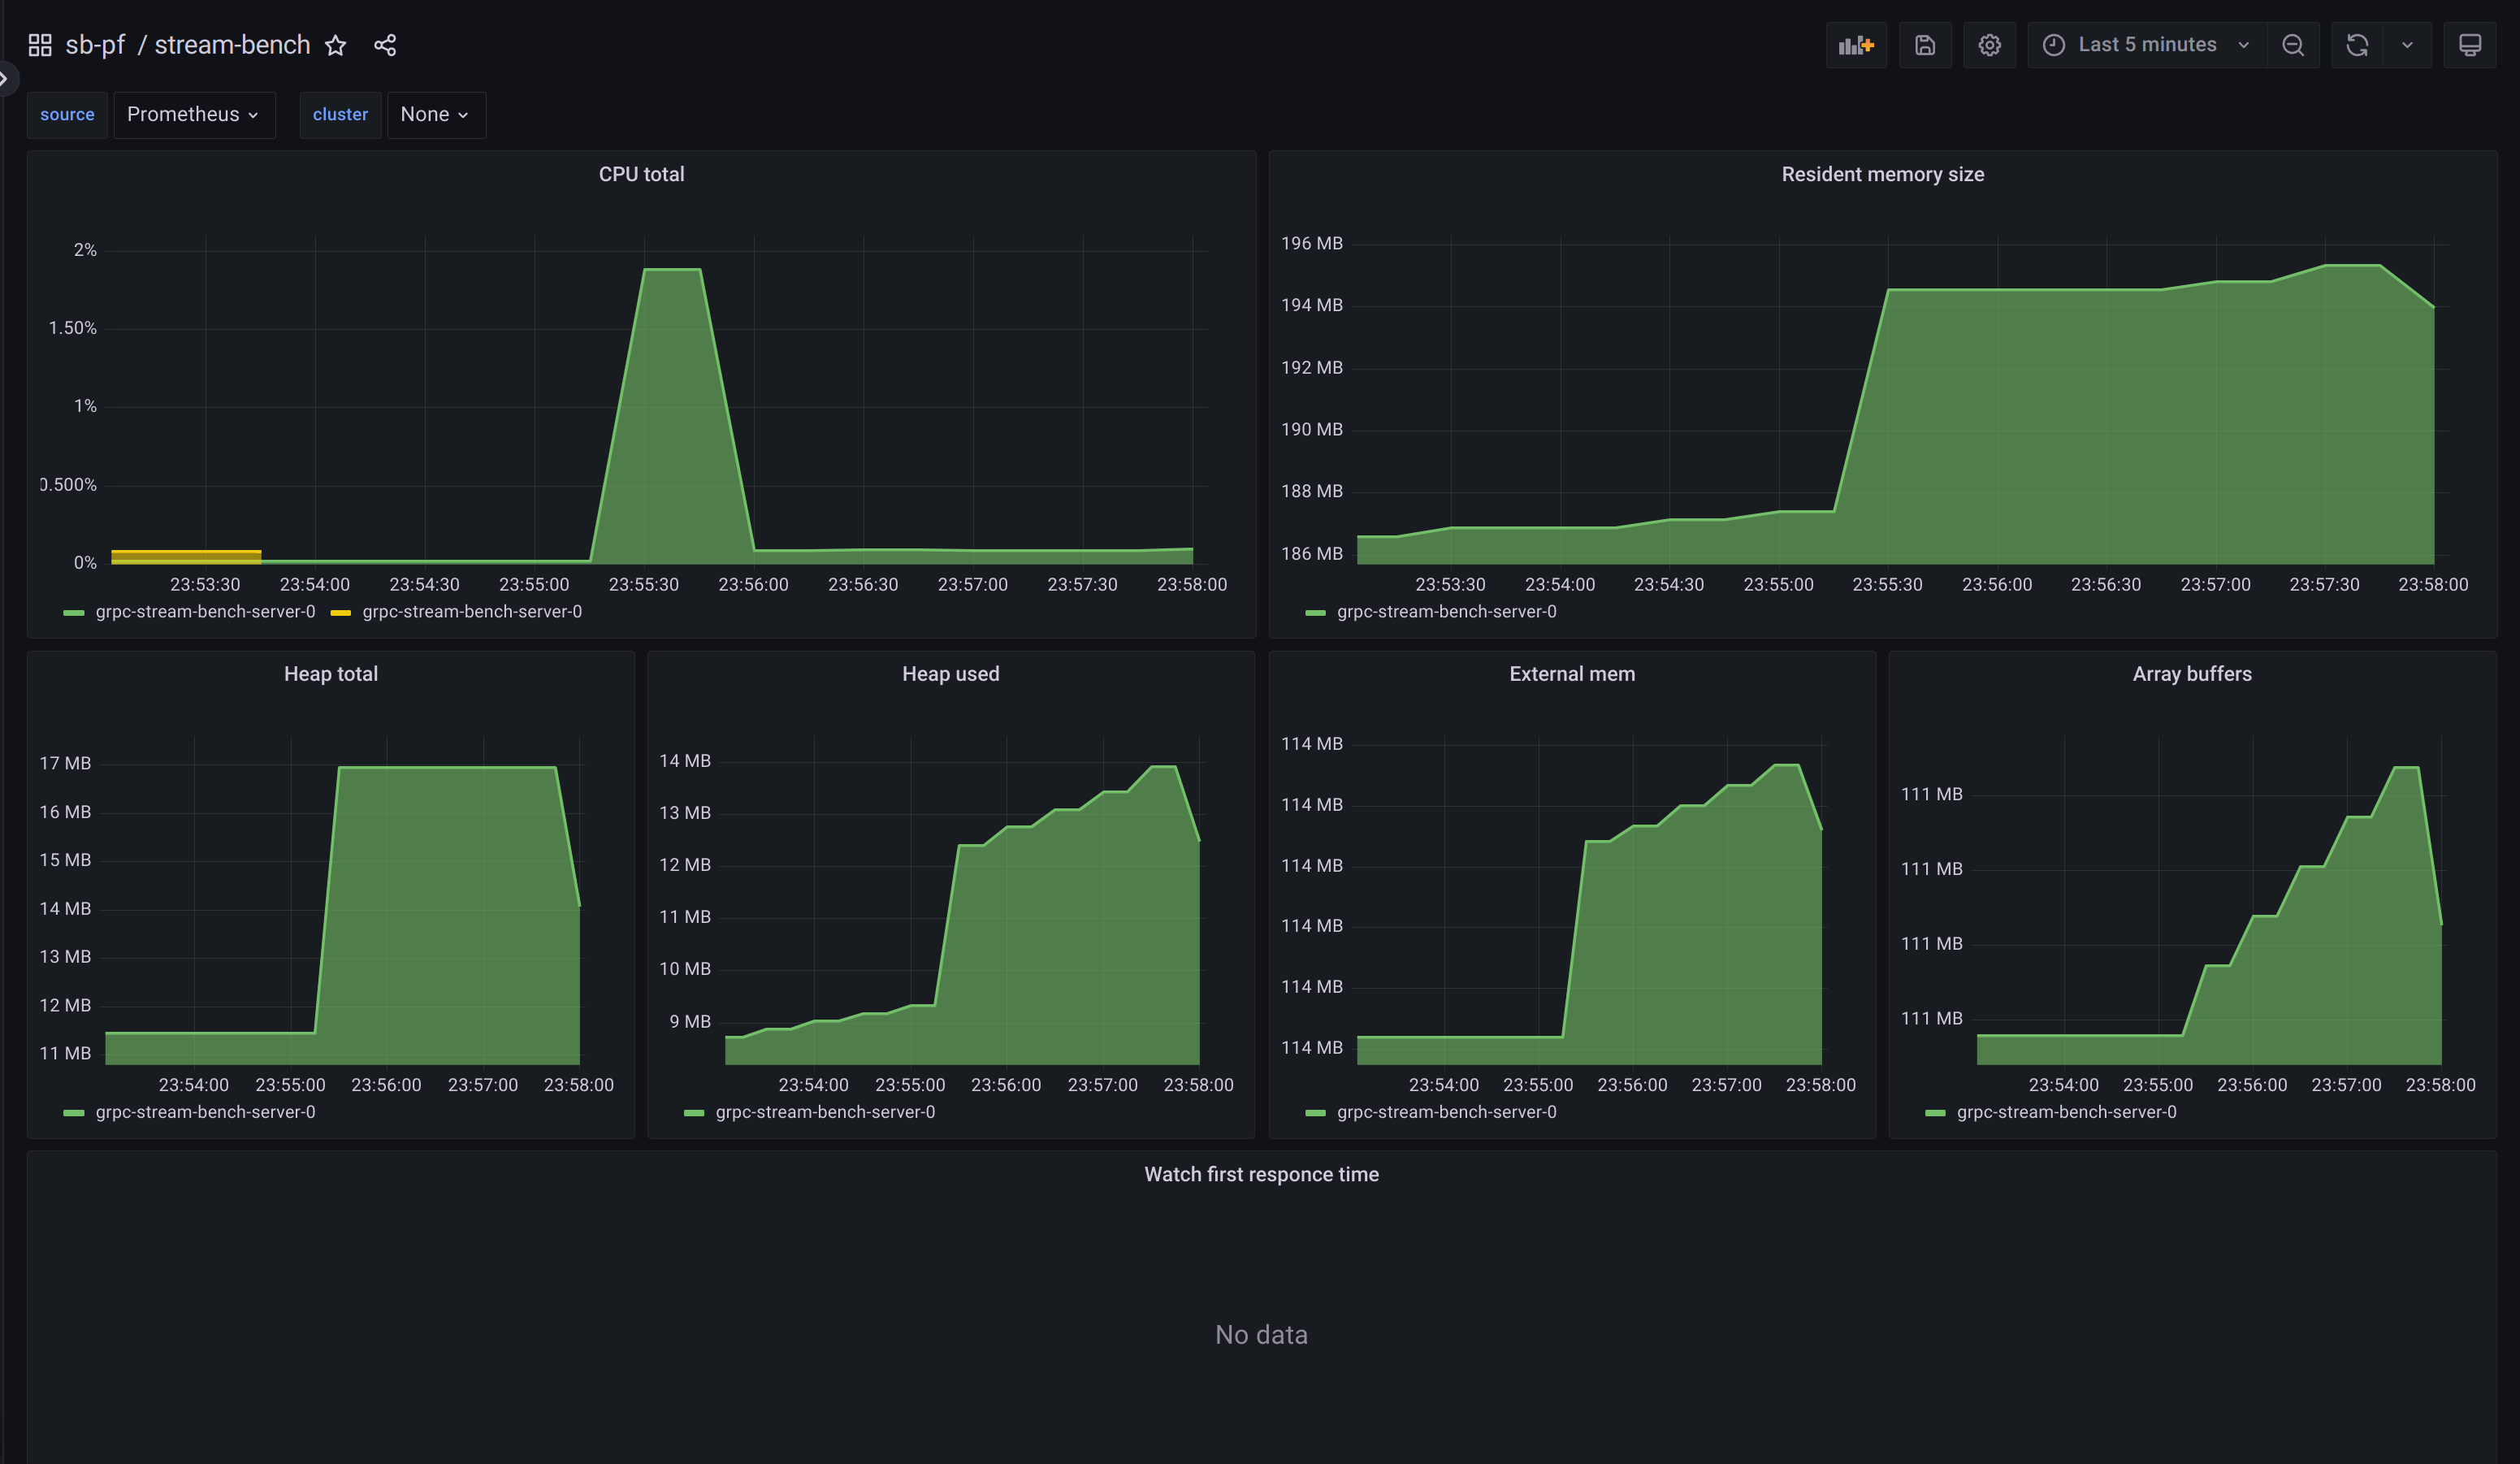 sb-pf / stream-bench
Last 5 minutes
source Prometheus cluster None
CPU total
2%
1.50%
1%
0.500%
0%
23:53:30 23:54:00 23:54:30 23:55:00 23:55:30 23:56:00 23:56:30 23:57:00 23:57:30 23:58:00
grpc-stream-bench-server-0 grpc-stream-bench-server-0
Resident memory size
196 MB
194 MB
192 MB
190 MB
188 MB
186 MB
23:53:30 23:54:00 23:54:30 23:55:00 23:55:30 23:56:00 23:56:30 23:57:00 23:57:30 23:58:00
grpc-stream-bench-server-0
Heap total
17 MB
16 MB
15 MB
14 MB
13 MB
12 MB
11 MB
23:54:00 23:55:00 23:56:00 23:57:00 23:58:00
grpc-stream-bench-server-0
Heap used
14 MB
13 MB
12 MB
11 MB
10 MB
9 MB
23:54:00 23:55:00 23:56:00 23:57:00 23:58:00
grpc-stream-bench-server-0
External mem
114 MB
114 MB
114 MB
114 MB
114 MB
114 MB
23:54:00 23:55:00 23:56:00 23:57:00 23:58:00
grpc-stream-bench-server-0
Array buffers
111 MB
111 MB
111 MB
111 MB
23:54:00 23:55:00 23:56:00 23:57:00 23:58:00
grpc-stream-bench-server-0
Watch first responce time
No data